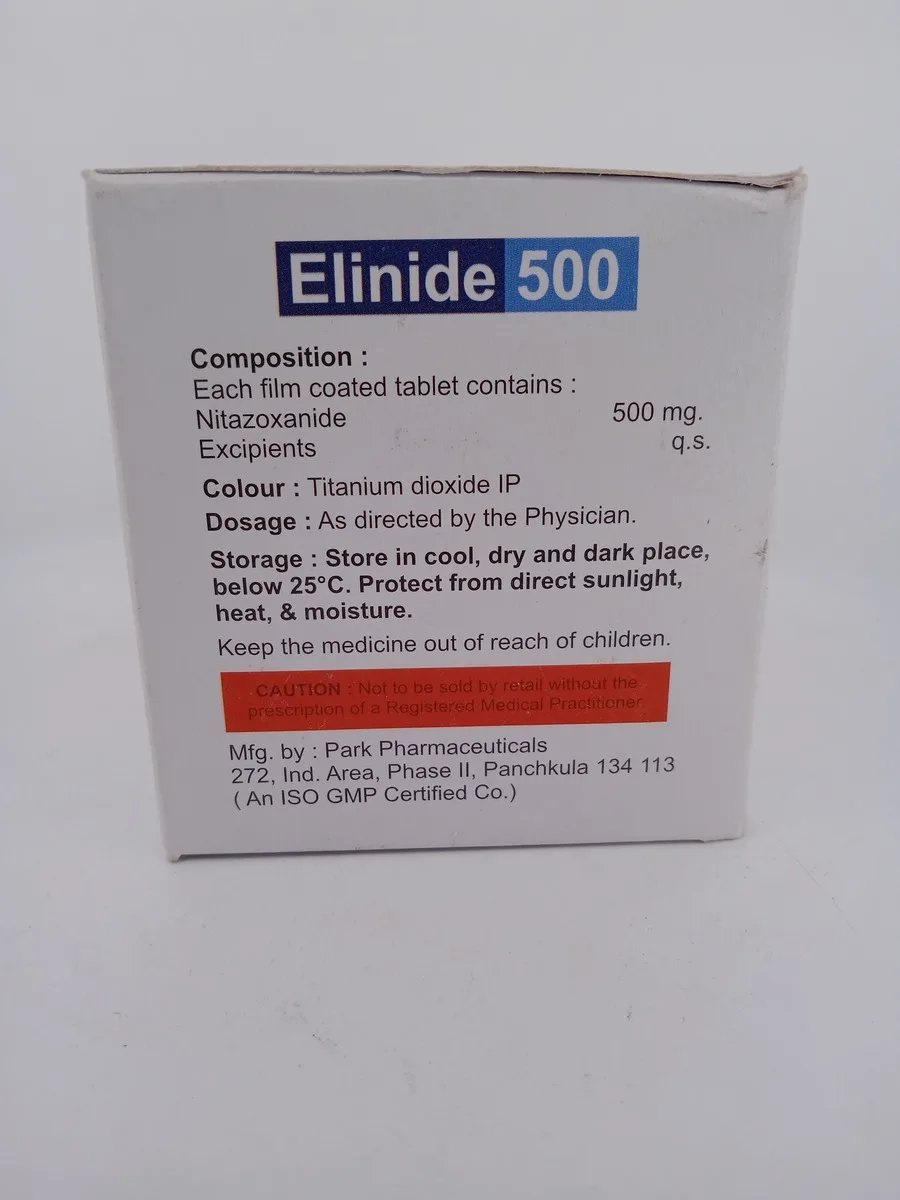 Elinide 500
Composition :
Each film coated tablet contains :
Nitazoxanide 500 mg.
Excipients q.s.
Colour : Titanium dioxide IP
Dosage : As directed by the Physician.
Storage : Store in cool, dry and dark place,
below 25°C. Protect from direct sunlight,
heat, & moisture.
Keep the medicine out of reach of children.
CAUTION : Not to be sold by retail without the
prescription of a Registered Medical Practitioner.
Mfg. by : Park Pharmaceuticals
272, Ind. Area, Phase II, Panchkula 134 113
( An ISO GMP Certified Co.)